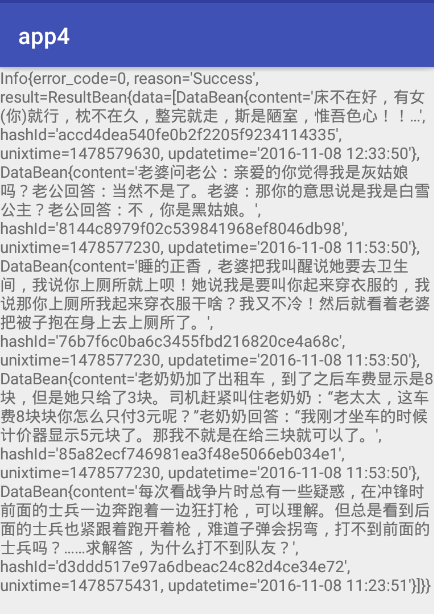 app4
Info{error_code=0, reason='Success',
result=ResultBean{data=[DataBean{content='床不在好，有女
(你)就行，枕不在久，整完就走，斯是陋室，惟吾色心！！…',
hashId='accd4dea540fe0b2f2205f9234114335',
unixtime=1478579630, updatetime='2016-11-08 12:33:50'},
DataBean{content='老婆问老公：亲爱的你觉得我是灰姑娘
吗？老公回答：当然不是了。老婆：那你的意思说是我是白雪
公主？老公回答：不，你是黑姑娘。',
hashId='8144c8979f02c539841968ef8046db98',
unixtime=1478577230, updatetime='2016-11-08 11:53:50'},
DataBean{content='睡的正香，老婆把我叫醒说她要去卫生
间，我说你上厕所就上呗！她说我是要叫你起来穿衣服的，我
说那你上厕所我起来穿衣服干啥？我又不冷！然后就看着老婆
把被子抱在身上去上厕所了。',
hashId='76b7f6c0ba6c3455fbd216820ce4a68c',
unixtime=1478577230, updatetime='2016-11-08 11:53:50'},
DataBean{content='老奶奶加了出租车，到了之后车费显示是8
块，但是她只给了3块。司机赶紧叫住老奶奶：“老太太，这车
费8块块你怎么只付3元呢？”老奶奶回答：“我刚才坐车的时候
计价器显示5元块了。那我不就是在给三块就可以了。',
hashId='85a82ecf746981ea3f48e5066eb034e1',
unixtime=1478577230, updatetime='2016-11-08 11:53:50'},
DataBean{content='每次看战争片时总有一些疑惑，在冲锋时
前面的士兵一边奔跑着一边狂打枪，可以理解。但总是看到后
面的士兵也紧跟着跑开着枪，难道子弹会拐弯，打不到前面的
士兵吗？……求解答，为什么打不到队友？',
hashId='d3ddd517e97a6dbeac24c82d4ce34e72',
unixtime=1478575431, updatetime='2016-11-08 11:23:51'}]}}